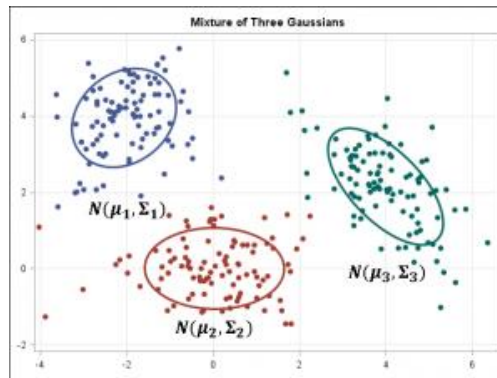 Mixture of Three Gaussians
6
4
N(μ₁, Σ₁)
2
N(μ₃, Σ₃)
0
N(μ₂, Σ₂)
-2
-4 -2 0 2 4 6